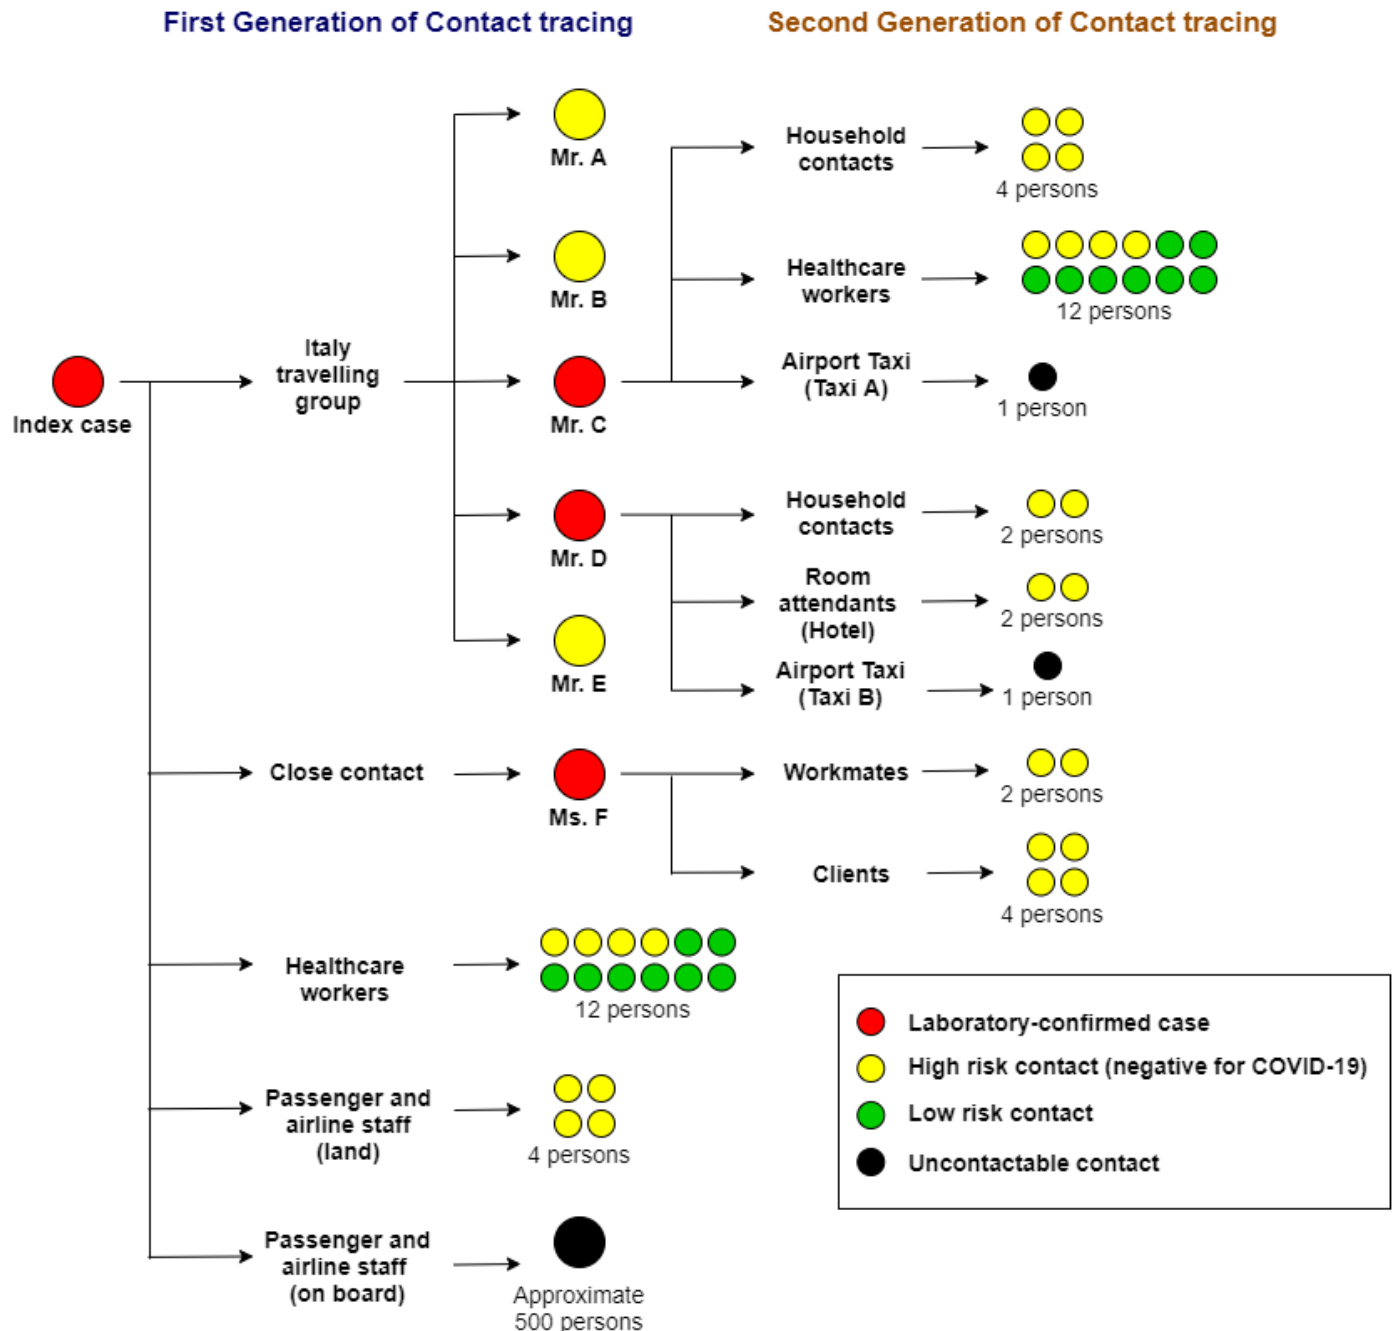 First Generation of Contact tracing
Second Generation of Contact tracing
Index case
Italy
travelling
group
Mr. A
Mr. B
Mr. C
Mr. D
Mr. E
Household
contacts
4 persons
Healthcare
workers
12 persons
Airport Taxi
(Taxi A)
1 person
Household
contacts
2 persons
Room
attendants
(Hotel)
2 persons
Airport Taxi
(Taxi B)
1 person
Close contact
Ms. F
Workmates
2 persons
Clients
4 persons
Healthcare
workers
12 persons
Passenger and
airline staff
(land)
4 persons
Passenger and
airline staff
(on board)
Approximate
500 persons
Laboratory-confirmed case
High risk contact (negative for COVID-19)
Low risk contact
Uncontactable contact